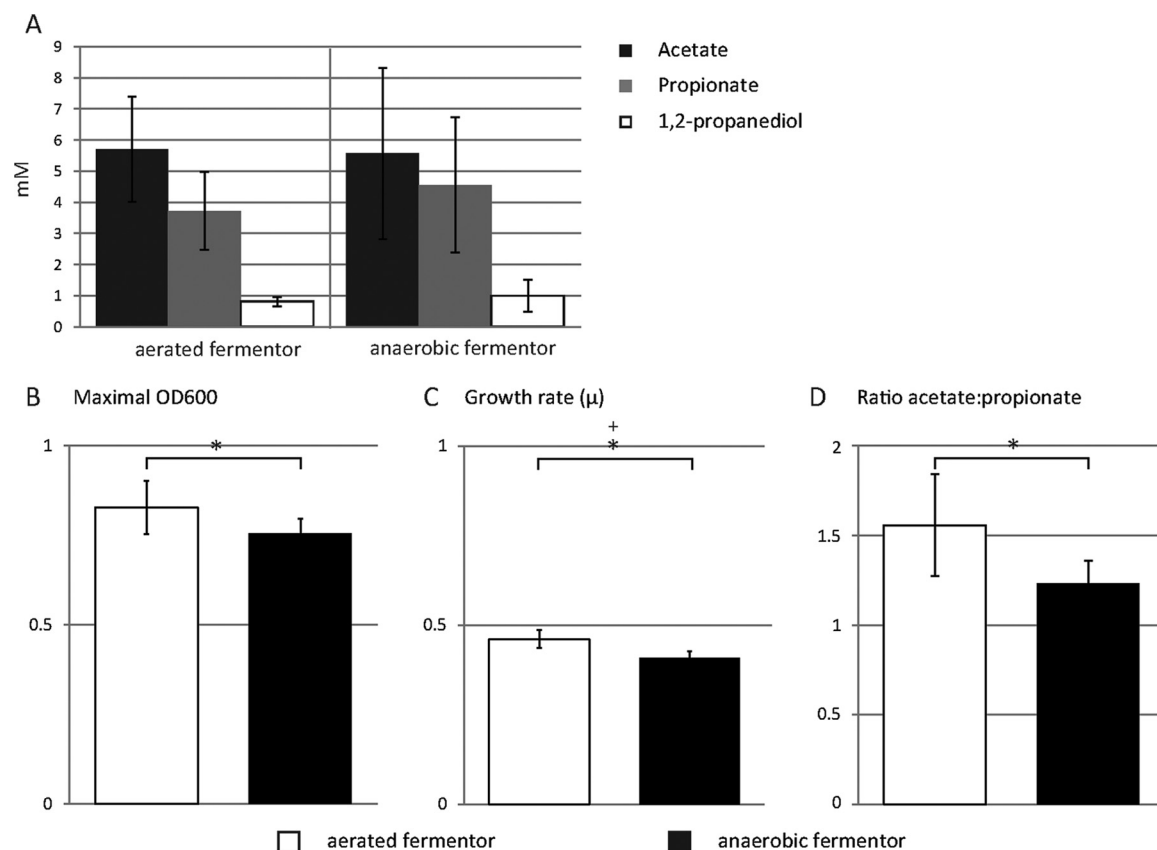 A
9
8
7
6
5
4
3
2
1
0
mM
aerated fermentor
anaerobic fermentor
Acetate
Propionate
1,2-propanediol
B Maximal OD600
1
0.5
0
*
C Growth rate (μ)
1
0.5
0
+
*
D Ratio acetate:propionate
2
1.5
1
0.5
0
*
aerated fermentor
anaerobic fermentor